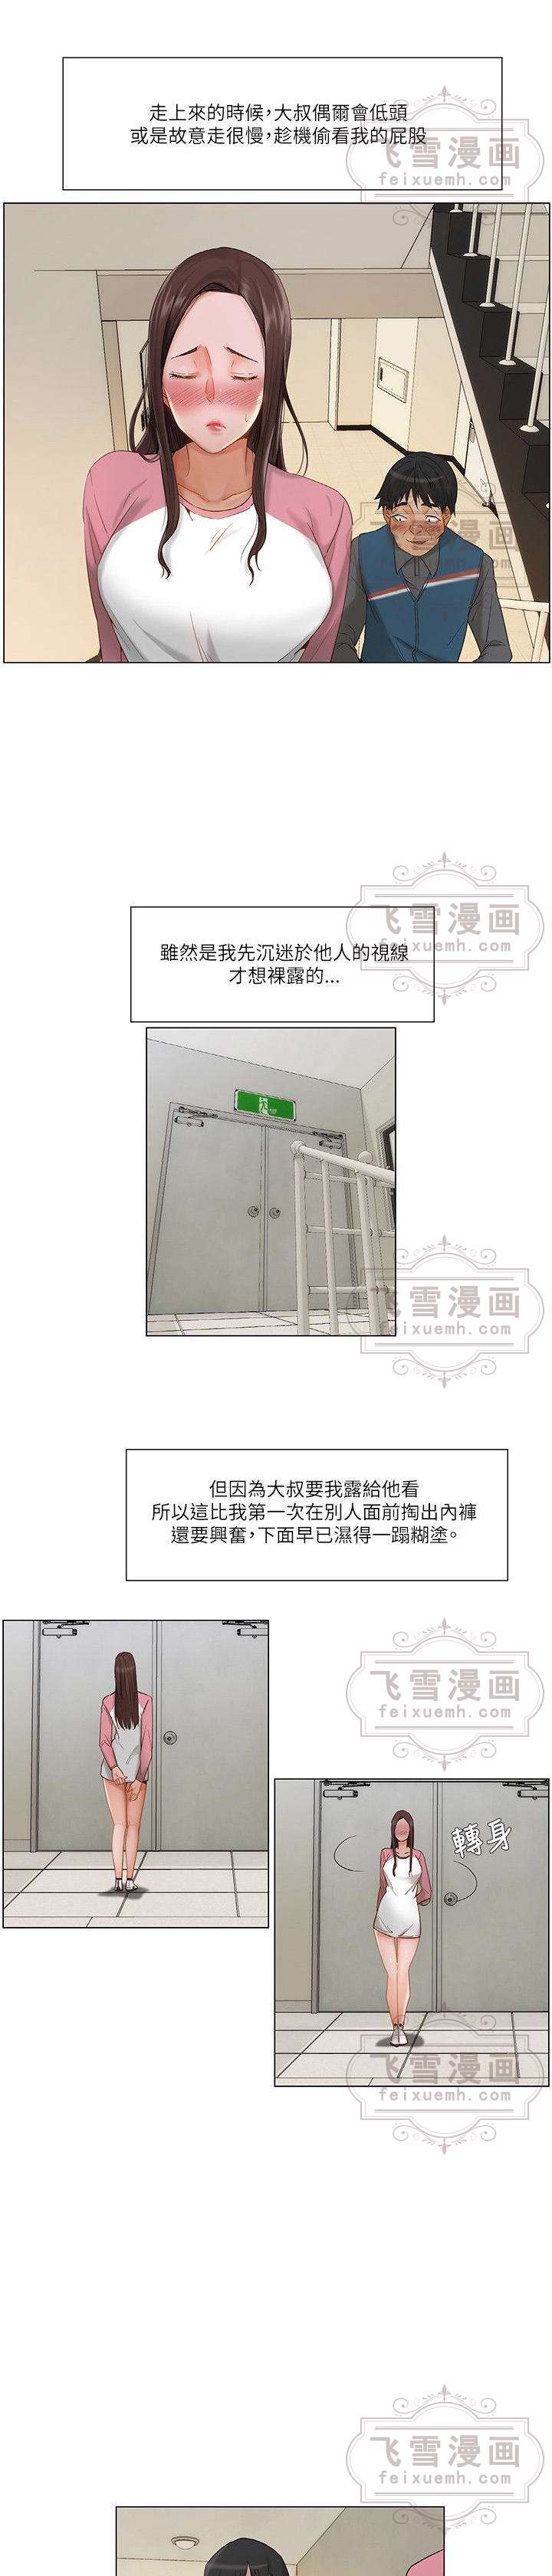 走上來的時候，大叔偶爾會低頭
或是故意走很慢，趁機偷看我的屁股
飞雪漫画
feixuemh.com
飞雪漫画
feixuemh.com
飞雪漫画
feixuemh.com
雖然是我先沉迷於他人的視線
才想裸露的...
飞雪漫画
feixuemh.com
但因為大叔要我露給他看
所以這比我第一次在別人面前掏出內褲
還要興奮，下面早已濕得一蹋糊塗。
飞雪漫画
feixuemh.com
轉身
飞雪漫画
feixuemh.com
飞雪漫画
feixuemh.com